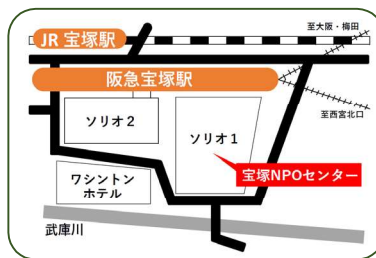 JR 宝塚駅
至大阪・梅田
阪急宝塚駅
ソリオ2
ソリオ1
至西宮北口
宝塚NPOセンター
ワシントン
ホテル
武庫川